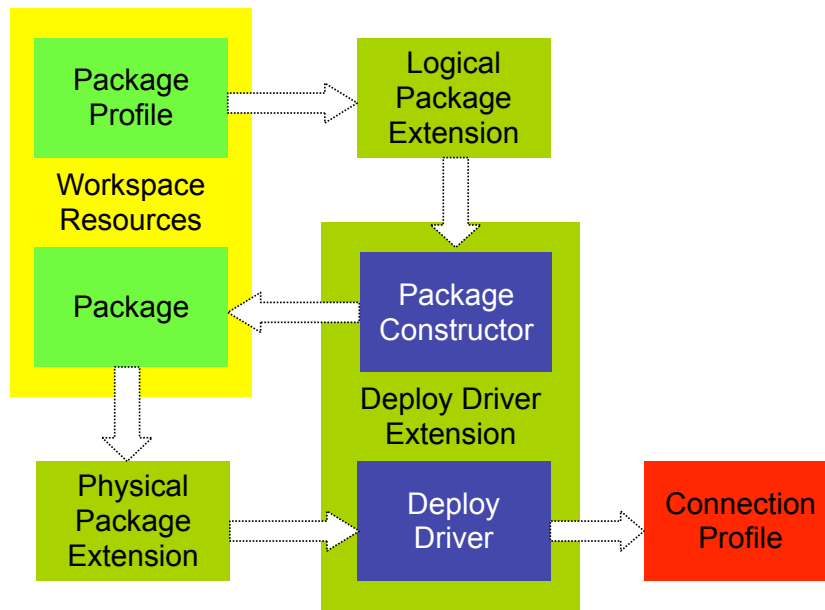 Package
Profile
Logical
Package
Extension
Workspace
Resources
Package
Package
Constructor
Deploy Driver
Extension
Physical
Package
Extension
Deploy
Driver
Connection
Profile